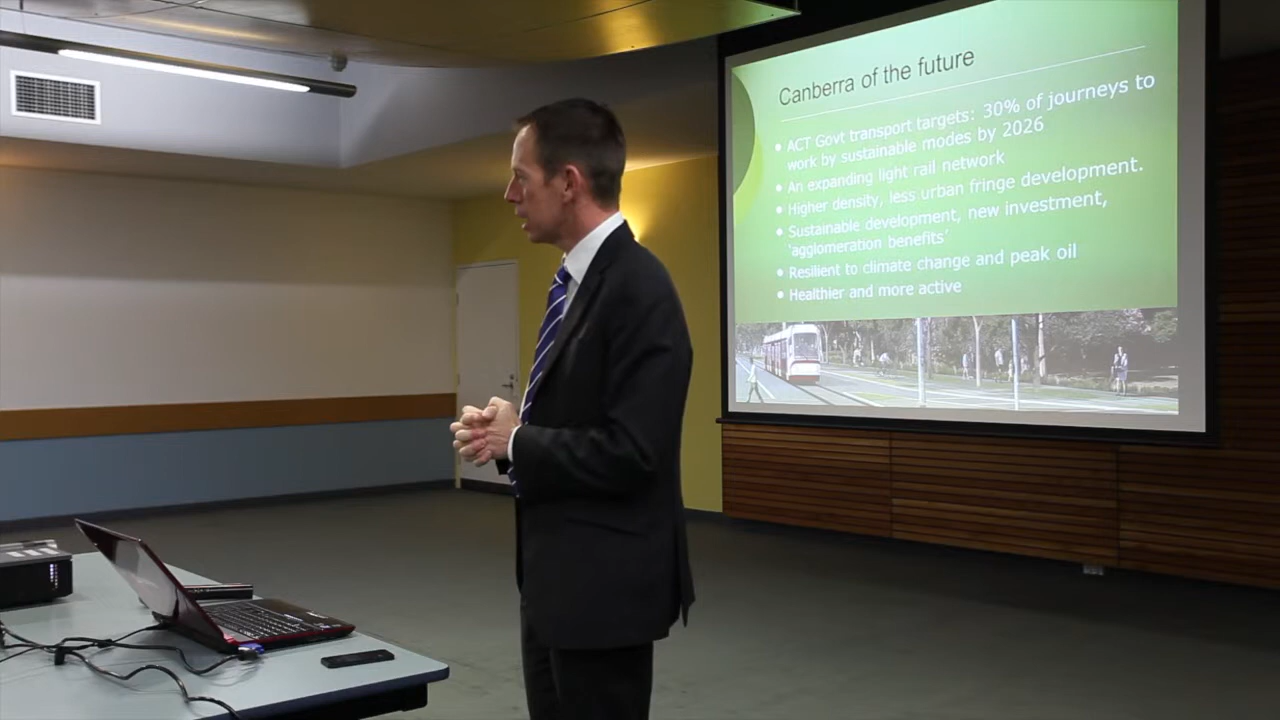 Canberra of the future
• ACT Govt transport targets: 30% of journeys to
work by sustainable modes by 2026
• An expanding light rail network
• Higher density, less urban fringe development.
• Sustainable development, new investment,
‘agglomeration benefits’
• Resilient to climate change and peak oil
• Healthier and more active